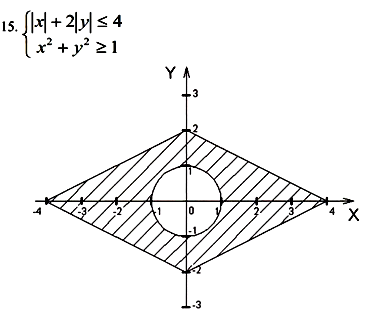 15. { |x| + 2|y| ≤ 4
x² + y² ≥ 1
Y
3
2
1
-4 -3 -2 -1 0 1 2 3 4
X
-1
-2
-3